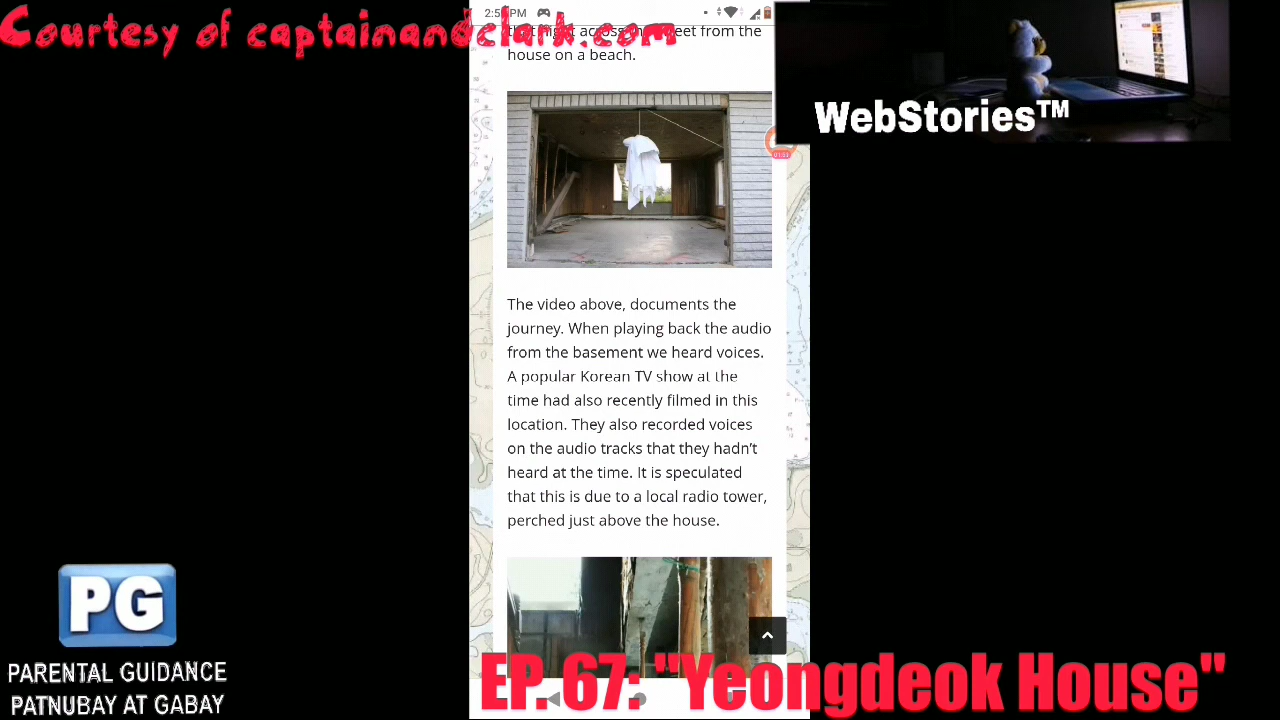 Courtesy of captainandclark.com
WebStories™
01:53
house on a beach.
The video above, documents the
journey. When playing back the audio
from the basement we heard voices.
A popular Korean TV show at the
time had also recently filmed in this
location. They also recorded voices
on the audio tracks that they hadn't
heard at the time. It is speculated
that this is due to a local radio tower,
perched just above the house.
PG
PARENTAL GUIDANCE
PATNUBAY AT GABAY
EP. 67: "Yeongdeok House"